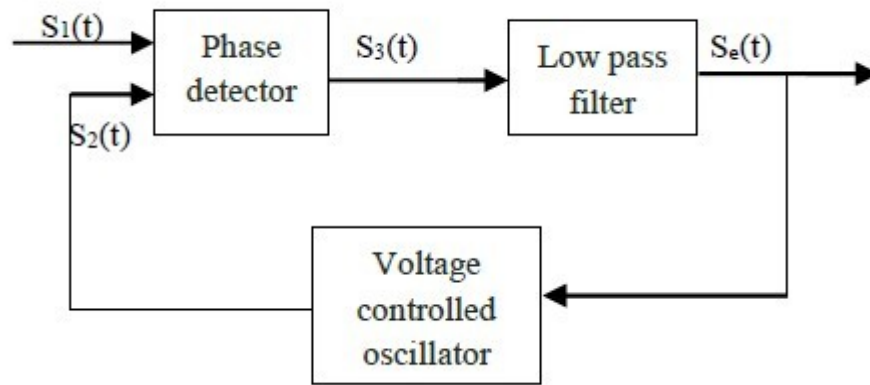 S₁(t)
Phase
detector
S₃(t)
Low pass
filter
Sₑ(t)
S₂(t)
Voltage
controlled
oscillator